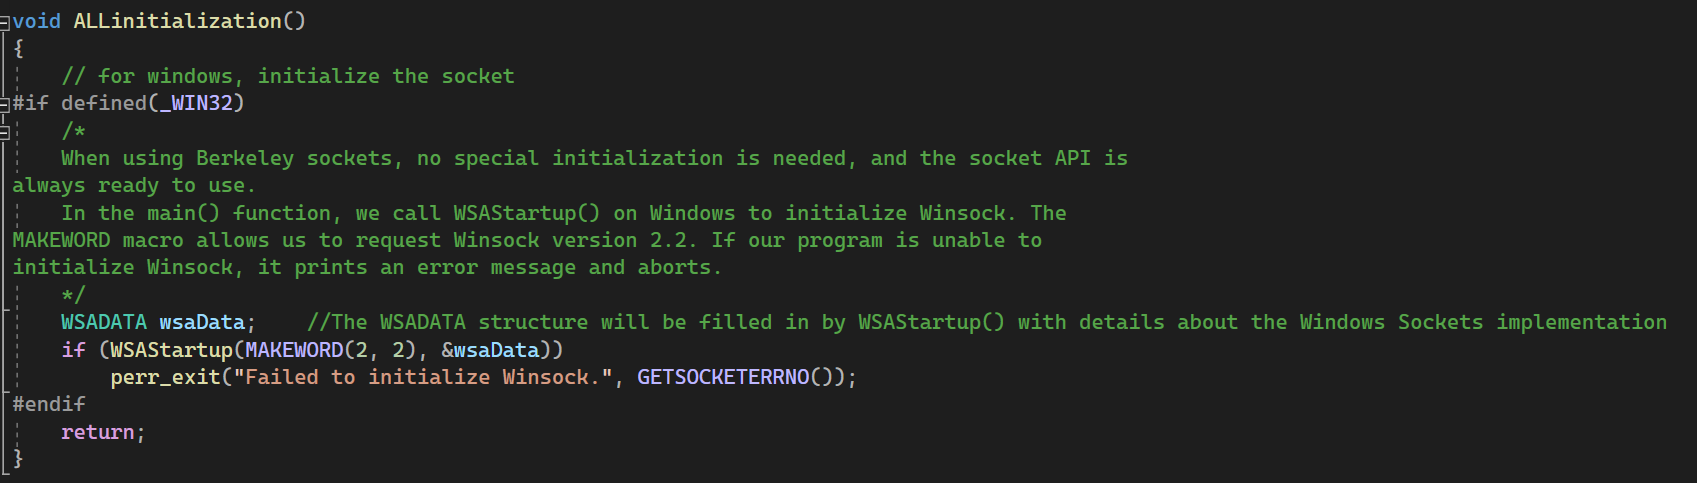 void ALLinitialization()
{
// for windows, initialize the socket
#if defined(_WIN32)
/*
When using Berkeley sockets, no special initialization is needed, and the socket API is
always ready to use.
In the main() function, we call WSAStartup() on Windows to initialize Winsock. The
MAKEWORD macro allows us to request Winsock version 2.2. If our program is unable to
initialize Winsock, it prints an error message and aborts.
*/
WSADATA wsaData;    //The WSADATA structure will be filled in by WSAStartup() with details about the Windows Sockets implementation
if (WSAStartup(MAKEWORD(2, 2), &wsaData))
perr_exit("Failed to initialize Winsock.", GETSOCKETERRNO());
#endif
return;
}